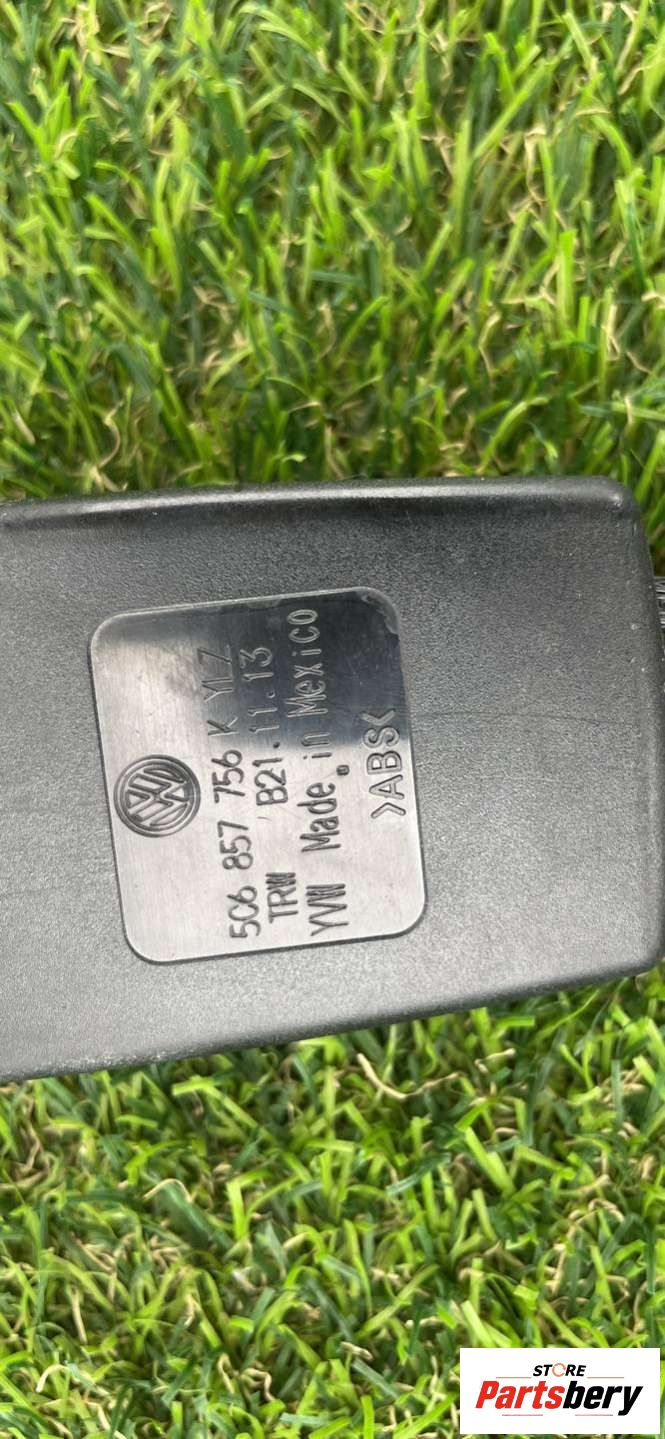 5C6 857 756 K YLZ
TRW B21.11.13
YVW Made in Mexico
>ABS<
STORE
Partsbery